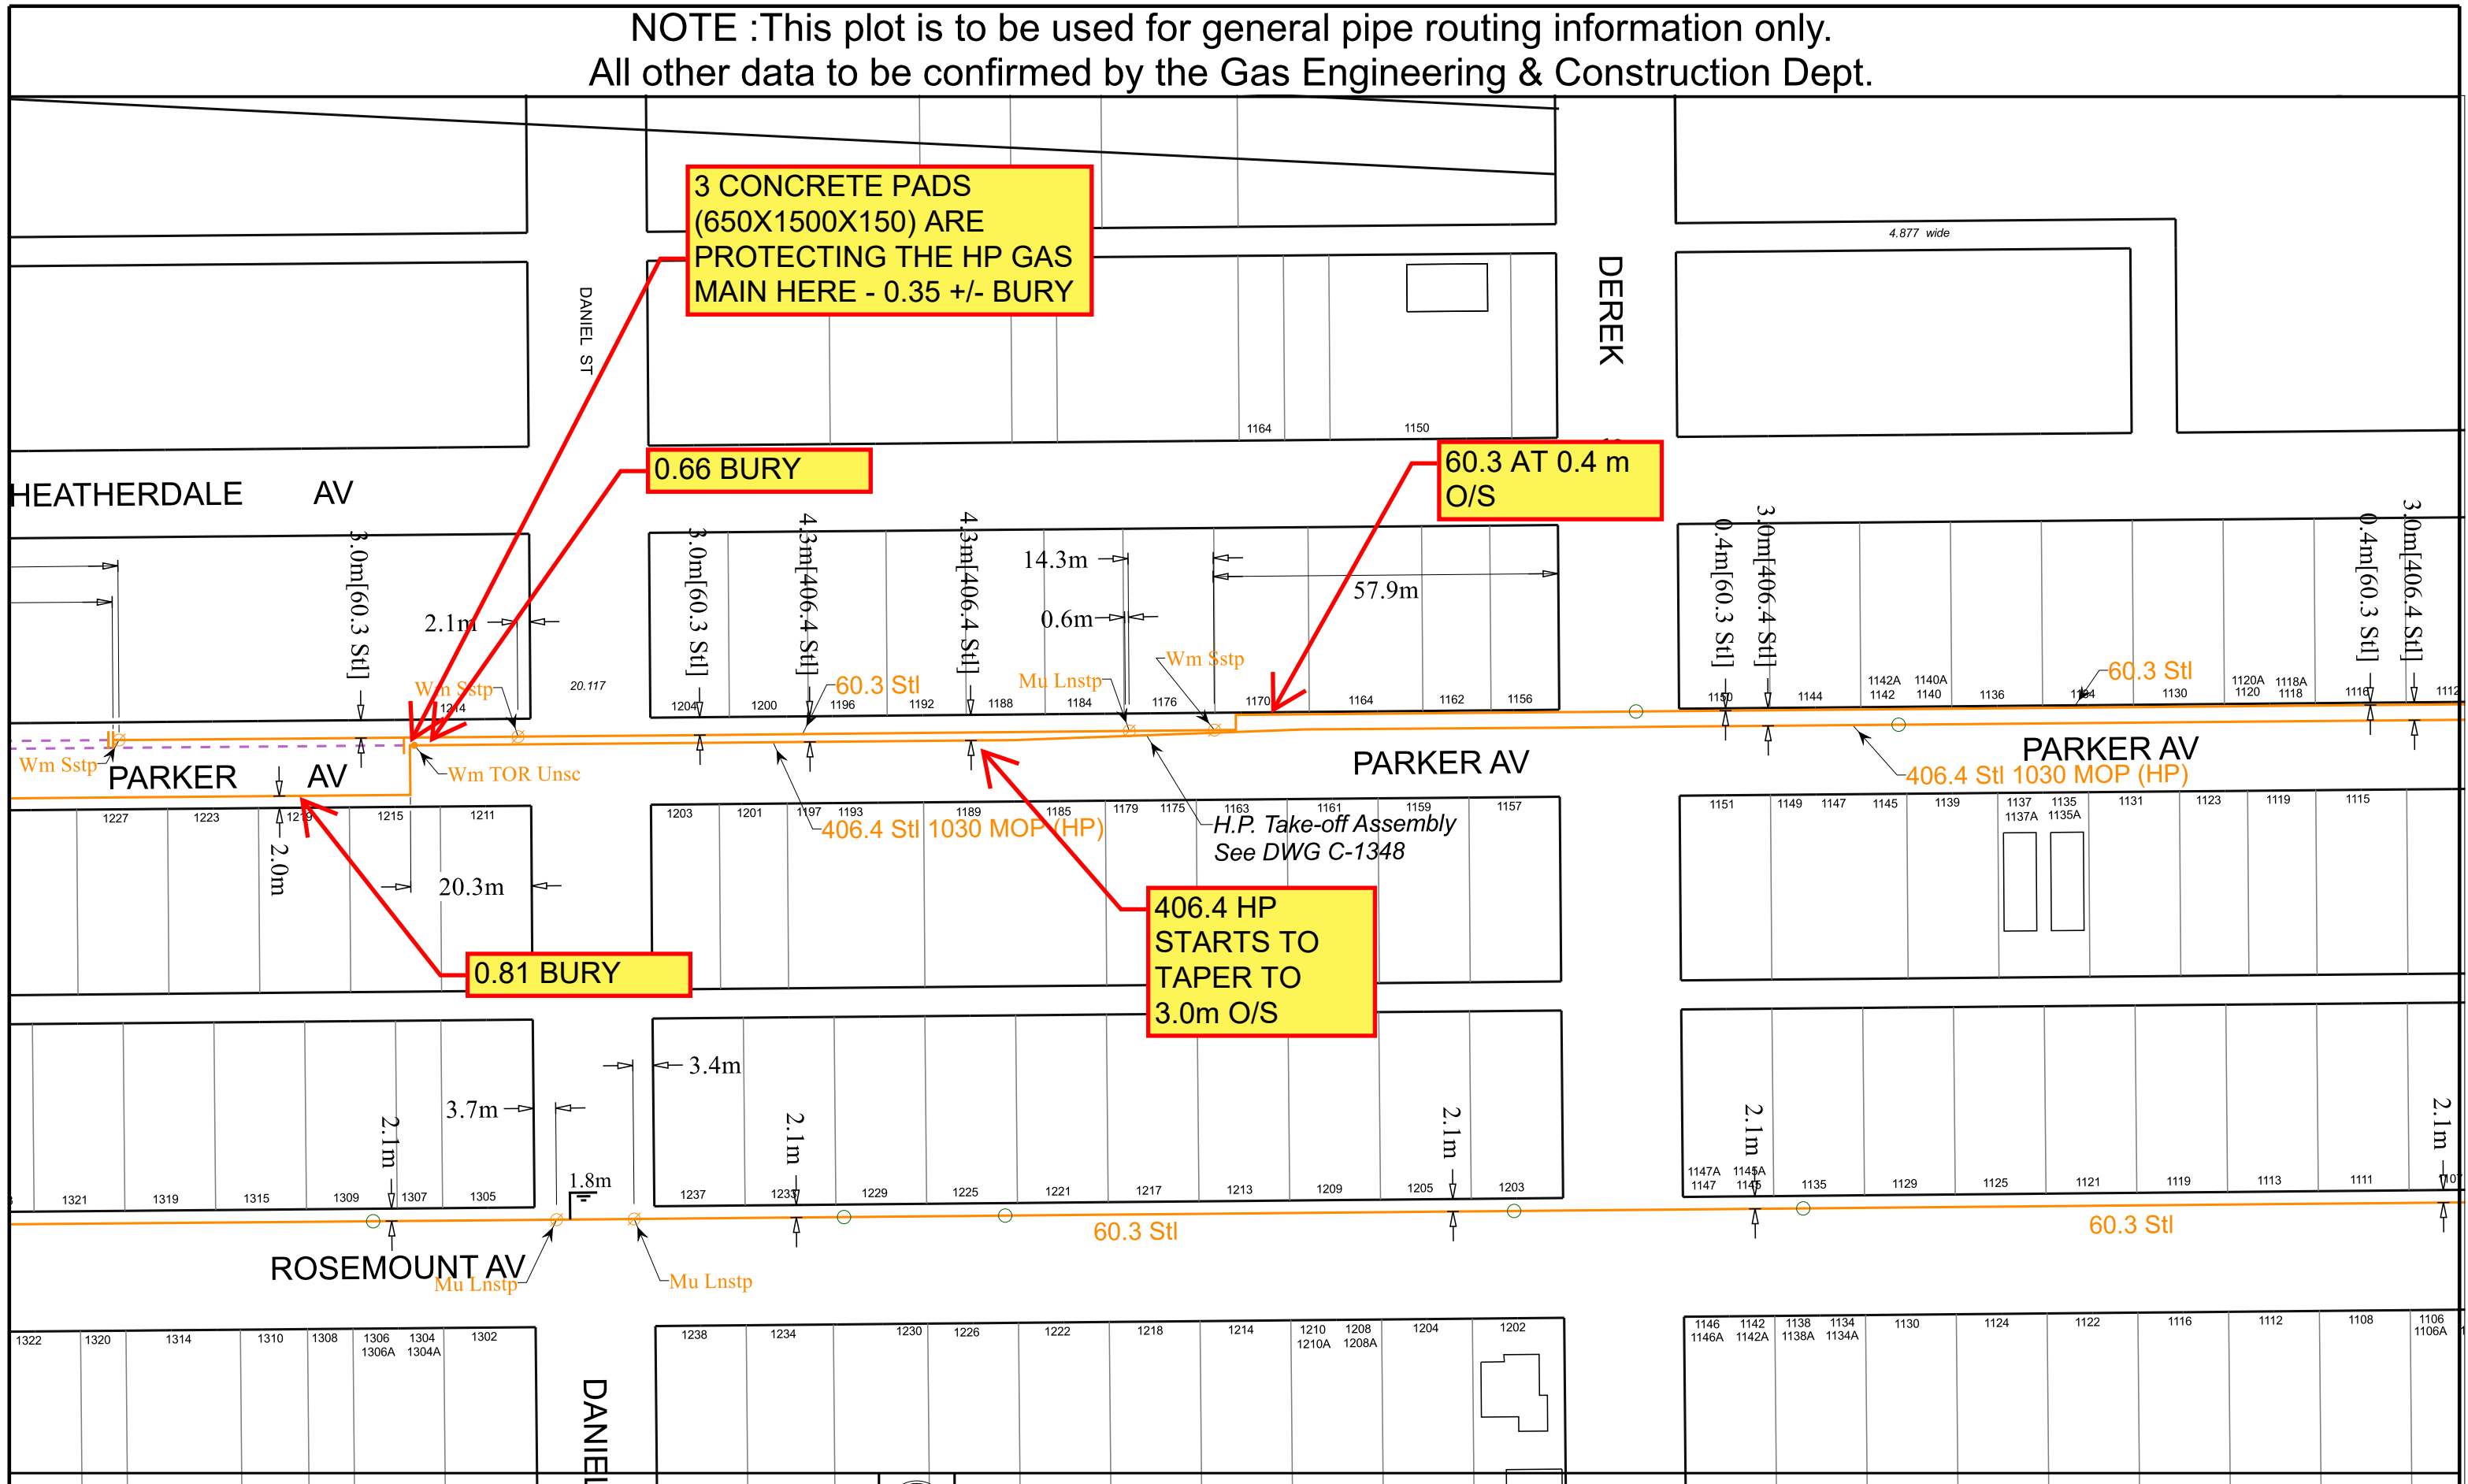 NOTE :This plot is to be used for general pipe routing information only.
All other data to be confirmed by the Gas Engineering & Construction Dept.
3 CONCRETE PADS
(650X1500X150) ARE
PROTECTING THE HP GAS
MAIN HERE - 0.35 +/- BURY
4.877 wide
DANIEL ST
DEREK
1164
1150
0.66 BURY
60.3 AT 0.4 m
O/S
HEATHERDALE AV
3.0m[60.3 Stl]
3.0m[60.3 Stl]
4.3m[406.4 Stl]
4.3m[406.4 Stl]
14.3m
57.9m
0.4m[60.3 Stl]
3.0m[406.4 Stl]
0.4m[60.3 Stl]
3.0m[406.4 Stl]
2.1m
0.6m
Wm Sstp
Wm Sstp
Mu Lnstp
60.3 Stl
60.3 Stl
20.117
1214
1204
1200
1196
1192
1188
1184
1176
1170
1164
1162
1156
1150
1144
1142A
1142
1140A
1140
1136
1130
1120A
1120
1118A
1118
1116
1112
Wm Sstp
PARKER AV
Wm TOR Unsc
PARKER AV
PARKER AV
406.4 Stl 1030 MOP (HP)
1227
1223
1219
1215
1211
1203
1201
1197
1193
1189
1185
1179
1175
1163
1161
1159
1157
1151
1149
1147
1145
1139
1137
1137A
1135
1135A
1131
1123
1119
1115
406.4 Stl 1030 MOP (HP)
H.P. Take-off Assembly
See DWG C-1348
2.0m
20.3m
0.81 BURY
406.4 HP
STARTS TO
TAPER TO
3.0m O/S
3.4m
3.7m
2.1m
2.1m
2.1m
2.1m
2.1m
1.8m
1321
1319
1315
1309
1307
1305
1237
1233
1229
1225
1221
1217
1213
1209
1205
1203
1147A
1147
1145A
1145
1135
1129
1125
1121
1119
1113
1111
1107
60.3 Stl
60.3 Stl
ROSEMOUNT AV
Mu Lnstp
Mu Lnstp
1322
1320
1314
1310
1308
1306
1306A
1304
1304A
1302
1238
1234
1230
1226
1222
1218
1214
1210
1210A
1208
1208A
1204
1202
1146
1146A
1142
1142A
1138
1138A
1134
1134A
1130
1124
1122
1116
1112
1108
1106
1106A
DANIEL